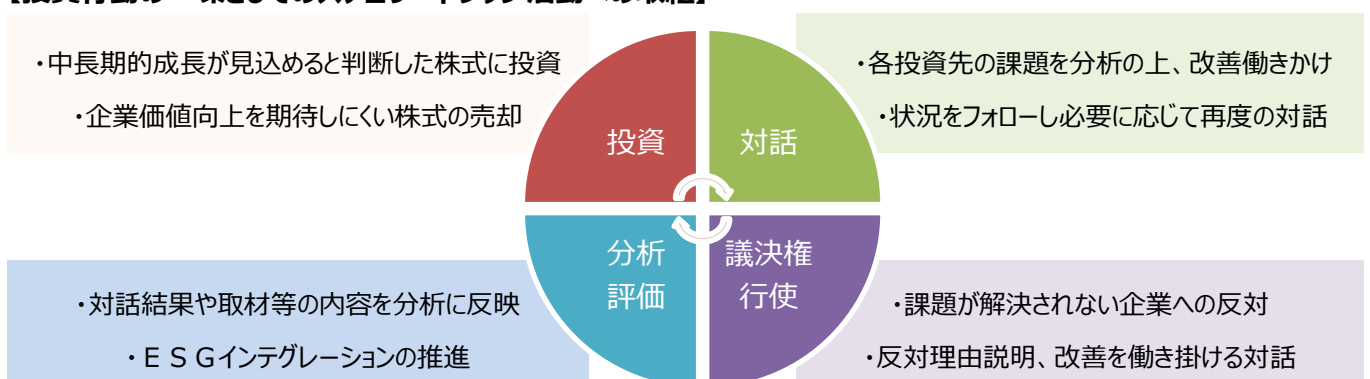 ・中長期的成長が見込めると判断した株式に投資
・企業価値向上を期待しにくい株式の売却
・各投資先の課題を分析の上、改善働きかけ
・状況をフォローし必要に応じて再度の対話
投資
対話
分析
評価
議決権
行使
・対話結果や取材等の内容を分析に反映
・ＥＳＧインテグレーションの推進
・課題が解決されない企業への反対
・反対理由説明、改善を働き掛ける対話